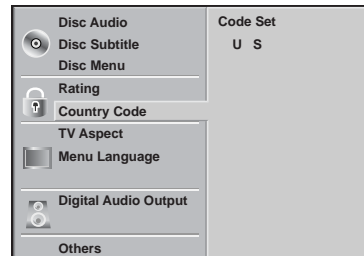 Disc Audio
Disc Subtitle
Disc Menu
Rating
Country Code
TV Aspect
Menu Language
Digital Audio Output
Others
Code Set
U S